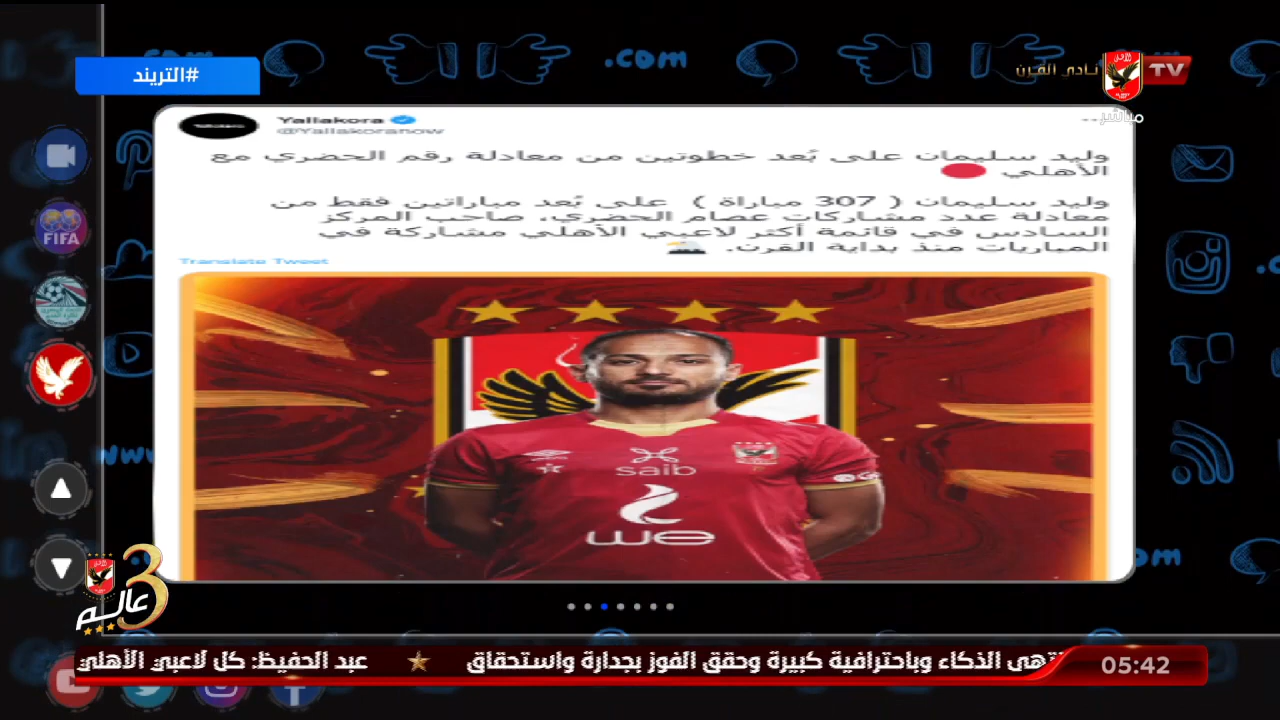 #التريند
.com
نادي القرن
TV
مباشر
Yallakora
@Yallakoranow
وليد سليمان على بُعد خطوتين من معادلة رقم الحضري مع
الأهلي
وليد سليمان ( 307 مباراة ) على بُعد مباراتين فقط من
معادلة عدد مشاركات عصام الحضري، صاحب المركز
السادس في قائمة أكثر لاعبي الأهلي مشاركة في
المباريات منذ بداية القرن.
Translate Tweet
FIFA
saib
we
3
عالم
نتهى الذكاء وباحترافية كبيرة وحقق الفوز بجدارة واستحقاق
عبد الحفيظ: كل لاعبي الأهلي
05:42